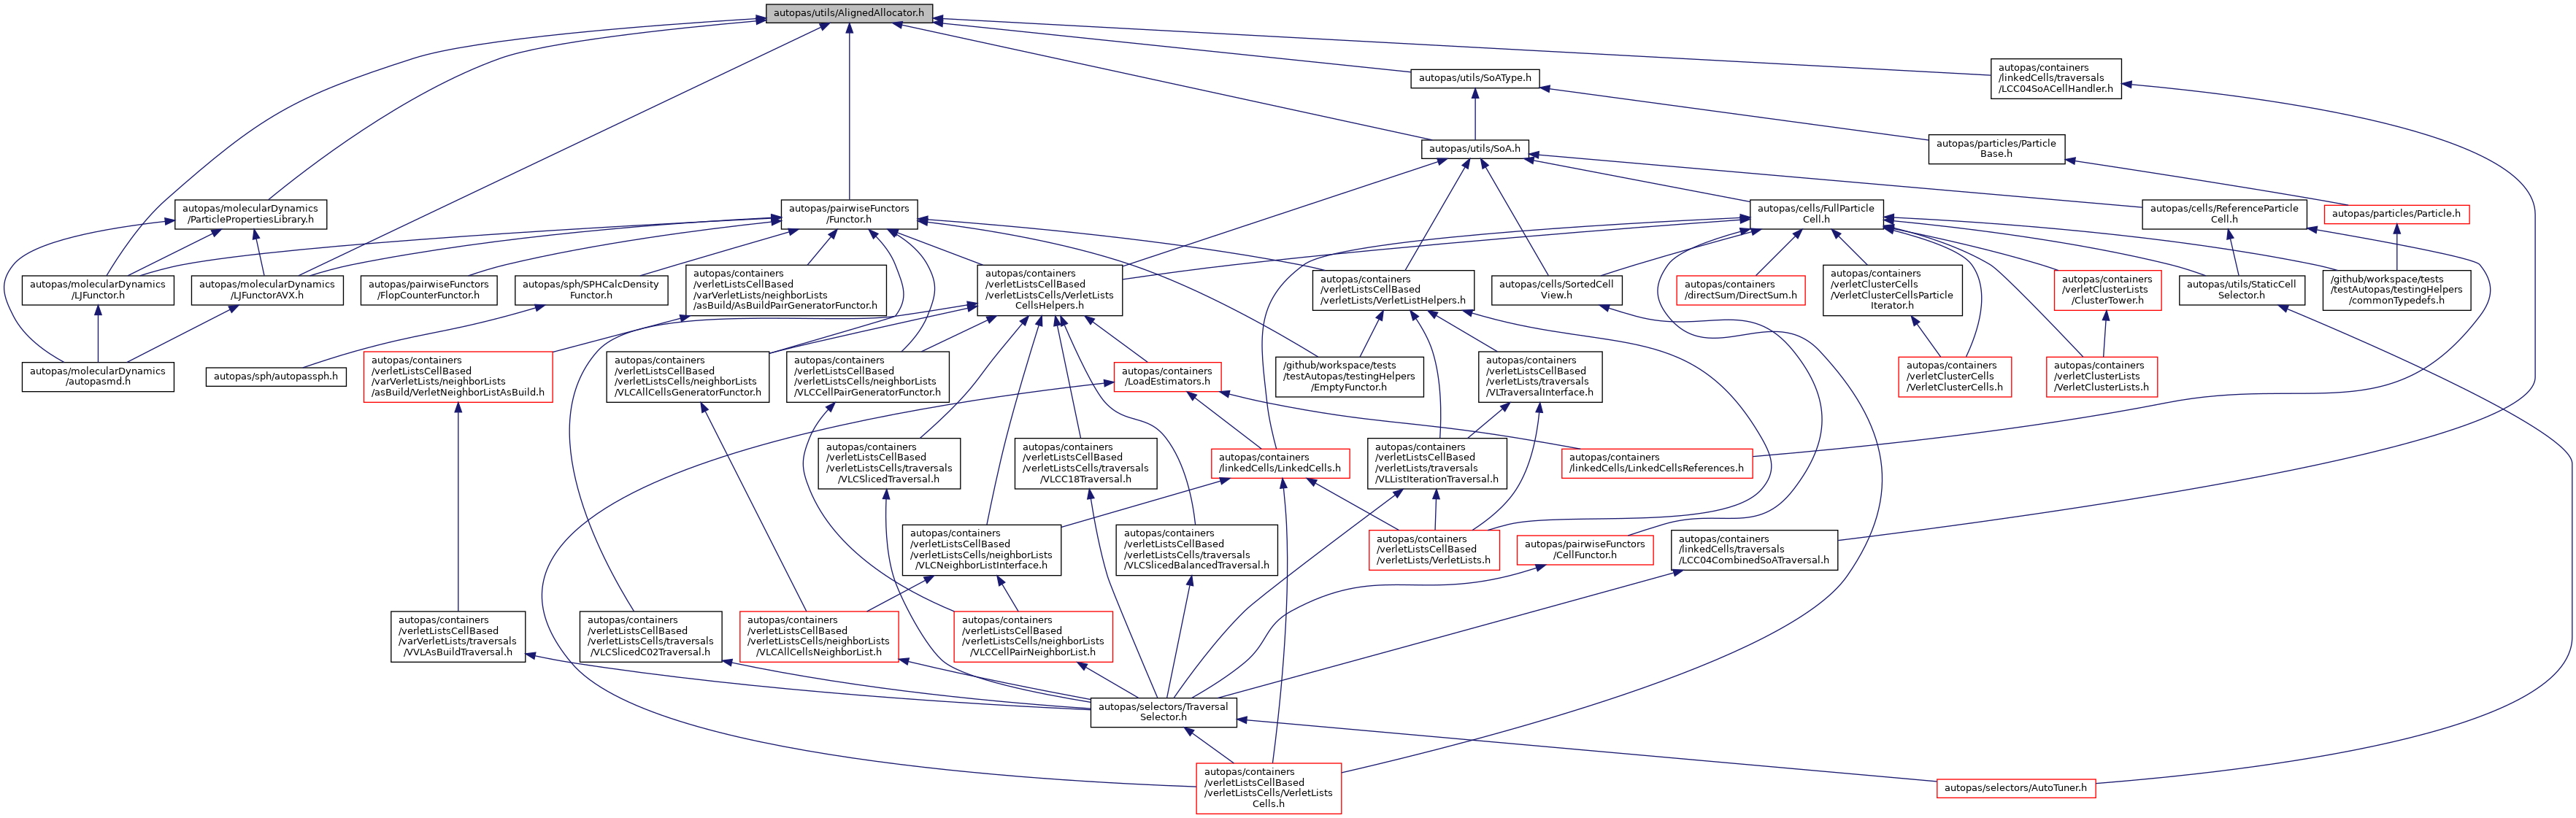 autopas/utils/AlignedAllocator.h
autopas/utils/SoAType.h
autopas/containers
/linkedCells/traversals
/LCC04SoACellHandler.h
autopas/utils/SoA.h
autopas/particles/Particle
Base.h
autopas/molecularDynamics
/ParticlePropertiesLibrary.h
autopas/pairwiseFunctors
/Functor.h
autopas/cells/FullParticle
Cell.h
autopas/cells/ReferenceParticle
Cell.h
autopas/particles/Particle.h
autopas/molecularDynamics
/LJFunctor.h
autopas/molecularDynamics
/LJFunctorAVX.h
autopas/pairwiseFunctors
/FlopCounterFunctor.h
autopas/sph/SPHCalcDensity
Functor.h
autopas/containers
/verletListsCellBased
/varVerletLists/neighborLists
/asBuild/AsBuildPairGeneratorFunctor.h
autopas/containers
/verletListsCellBased
/verletListsCells/VerletLists
CellsHelpers.h
autopas/containers
/verletListsCellBased
/verletLists/VerletListHelpers.h
autopas/cells/SortedCell
View.h
autopas/containers
/directSum/DirectSum.h
autopas/containers
/verletClusterCells
/VerletClusterCellsParticle
Iterator.h
autopas/containers
/verletClusterLists
/ClusterTower.h
autopas/utils/StaticCell
Selector.h
/github/workspace/tests
/testAutopas/testingHelpers
/commonTypedefs.h
autopas/molecularDynamics
/autopasmd.h
autopas/sph/autopassph.h
autopas/containers
/verletListsCellBased
/varVerletLists/neighborLists
/asBuild/VerletNeighborListAsBuild.h
autopas/containers
/verletListsCellBased
/verletListsCells/neighborLists
/VLCAllCellsGeneratorFunctor.h
autopas/containers
/verletListsCellBased
/verletListsCells/neighborLists
/VLCCellPairGeneratorFunctor.h
autopas/containers
/LoadEstimators.h
/github/workspace/tests
/testAutopas/testingHelpers
/EmptyFunctor.h
autopas/containers
/verletListsCellBased
/verletLists/traversals
/VLTraversalInterface.h
autopas/containers
/verletClusterCells
/VerletClusterCells.h
autopas/containers
/verletClusterLists
/VerletClusterLists.h
autopas/containers
/verletListsCellBased
/verletListsCells/traversals
/VLCSlicedTraversal.h
autopas/containers
/verletListsCellBased
/verletListsCells/traversals
/VLCC18Traversal.h
autopas/containers
/linkedCells/LinkedCells.h
autopas/containers
/verletListsCellBased
/verletLists/traversals
/VLListIterationTraversal.h
autopas/containers
/linkedCells/LinkedCellsReferences.h
autopas/containers
/verletListsCellBased
/verletListsCells/neighborLists
/VLCNeighborListInterface.h
autopas/containers
/verletListsCellBased
/verletListsCells/traversals
/VLCSlicedBalancedTraversal.h
autopas/containers
/verletListsCellBased
/verletLists/VerletLists.h
autopas/pairwiseFunctors
/CellFunctor.h
autopas/containers
/linkedCells/traversals
/LCC04CombinedSoATraversal.h
autopas/containers
/verletListsCellBased
/varVerletLists/traversals
/VVLAsBuildTraversal.h
autopas/containers
/verletListsCellBased
/verletListsCells/traversals
/VLCSlicedC02Traversal.h
autopas/containers
/verletListsCellBased
/verletListsCells/neighborLists
/VLCAllCellsNeighborList.h
autopas/containers
/verletListsCellBased
/verletListsCells/neighborLists
/VLCCellPairNeighborList.h
autopas/selectors/Traversal
Selector.h
autopas/containers
/verletListsCellBased
/verletListsCells/VerletLists
Cells.h
autopas/selectors/AutoTuner.h